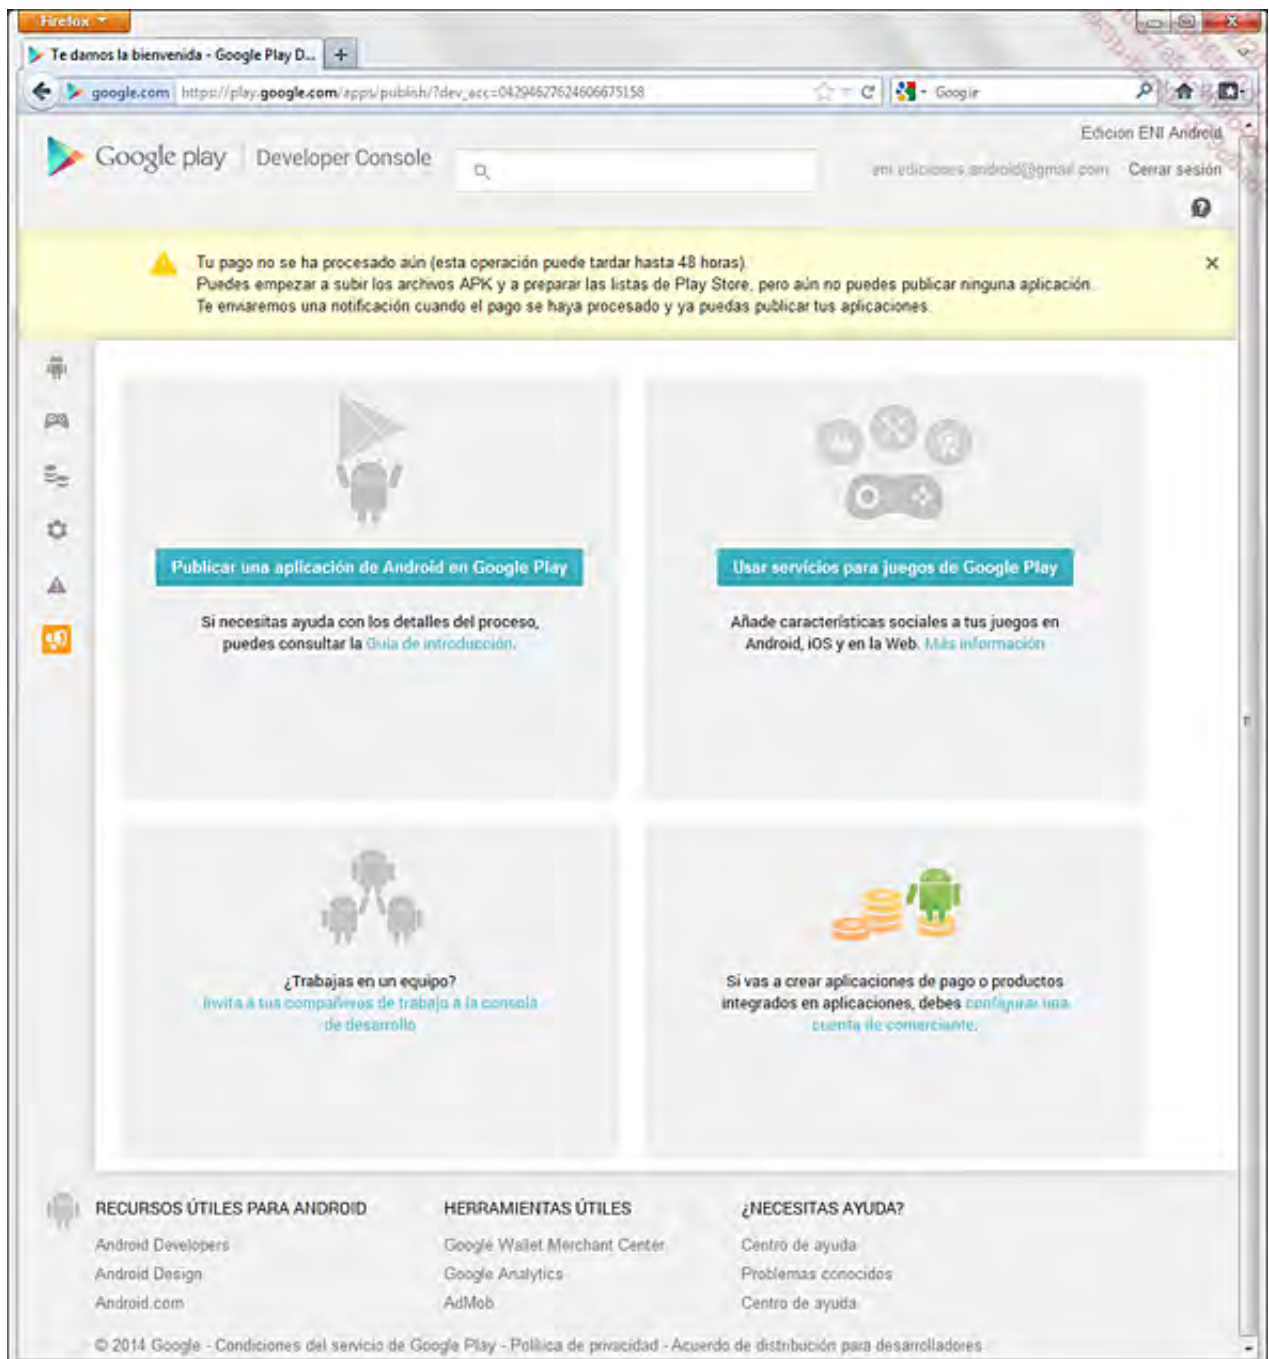 Firefox
Te damos la bienvenida - Google Play D...
google.com https://play.google.com/apps/publish/?dev_acc=04294627624606675158
Google
Edición ENI Android
Google play Developer Console
eni.ediciones.android@gmail.com Cerrar sesión
Tu pago no se ha procesado aún (esta operación puede tardar hasta 48 horas).
Puedes empezar a subir los archivos APK y a preparar las listas de Play Store, pero aún no puedes publicar ninguna aplicación.
Te enviaremos una notificación cuando el pago se haya procesado y ya puedas publicar tus aplicaciones.
Publicar una aplicación de Android en Google Play
Si necesitas ayuda con los detalles del proceso,
puedes consultar la Guía de introducción.
Usar servicios para juegos de Google Play
Añade características sociales a tus juegos en
Android, iOS y en la Web. Más información
¿Trabajas en un equipo?
Invita a tus compañeros de trabajo a la consola
de desarrollo
Si vas a crear aplicaciones de pago o productos
integrados en aplicaciones, debes configurar una
cuenta de comerciante.
RECURSOS ÚTILES PARA ANDROID
Android Developers
Android Design
Android.com
HERRAMIENTAS ÚTILES
Google Wallet Merchant Center
Google Analytics
AdMob
¿NECESITAS AYUDA?
Centro de ayuda
Problemas conocidos
Centro de ayuda
© 2014 Google - Condiciones del servicio de Google Play - Política de privacidad - Acuerdo de distribución para desarrolladores